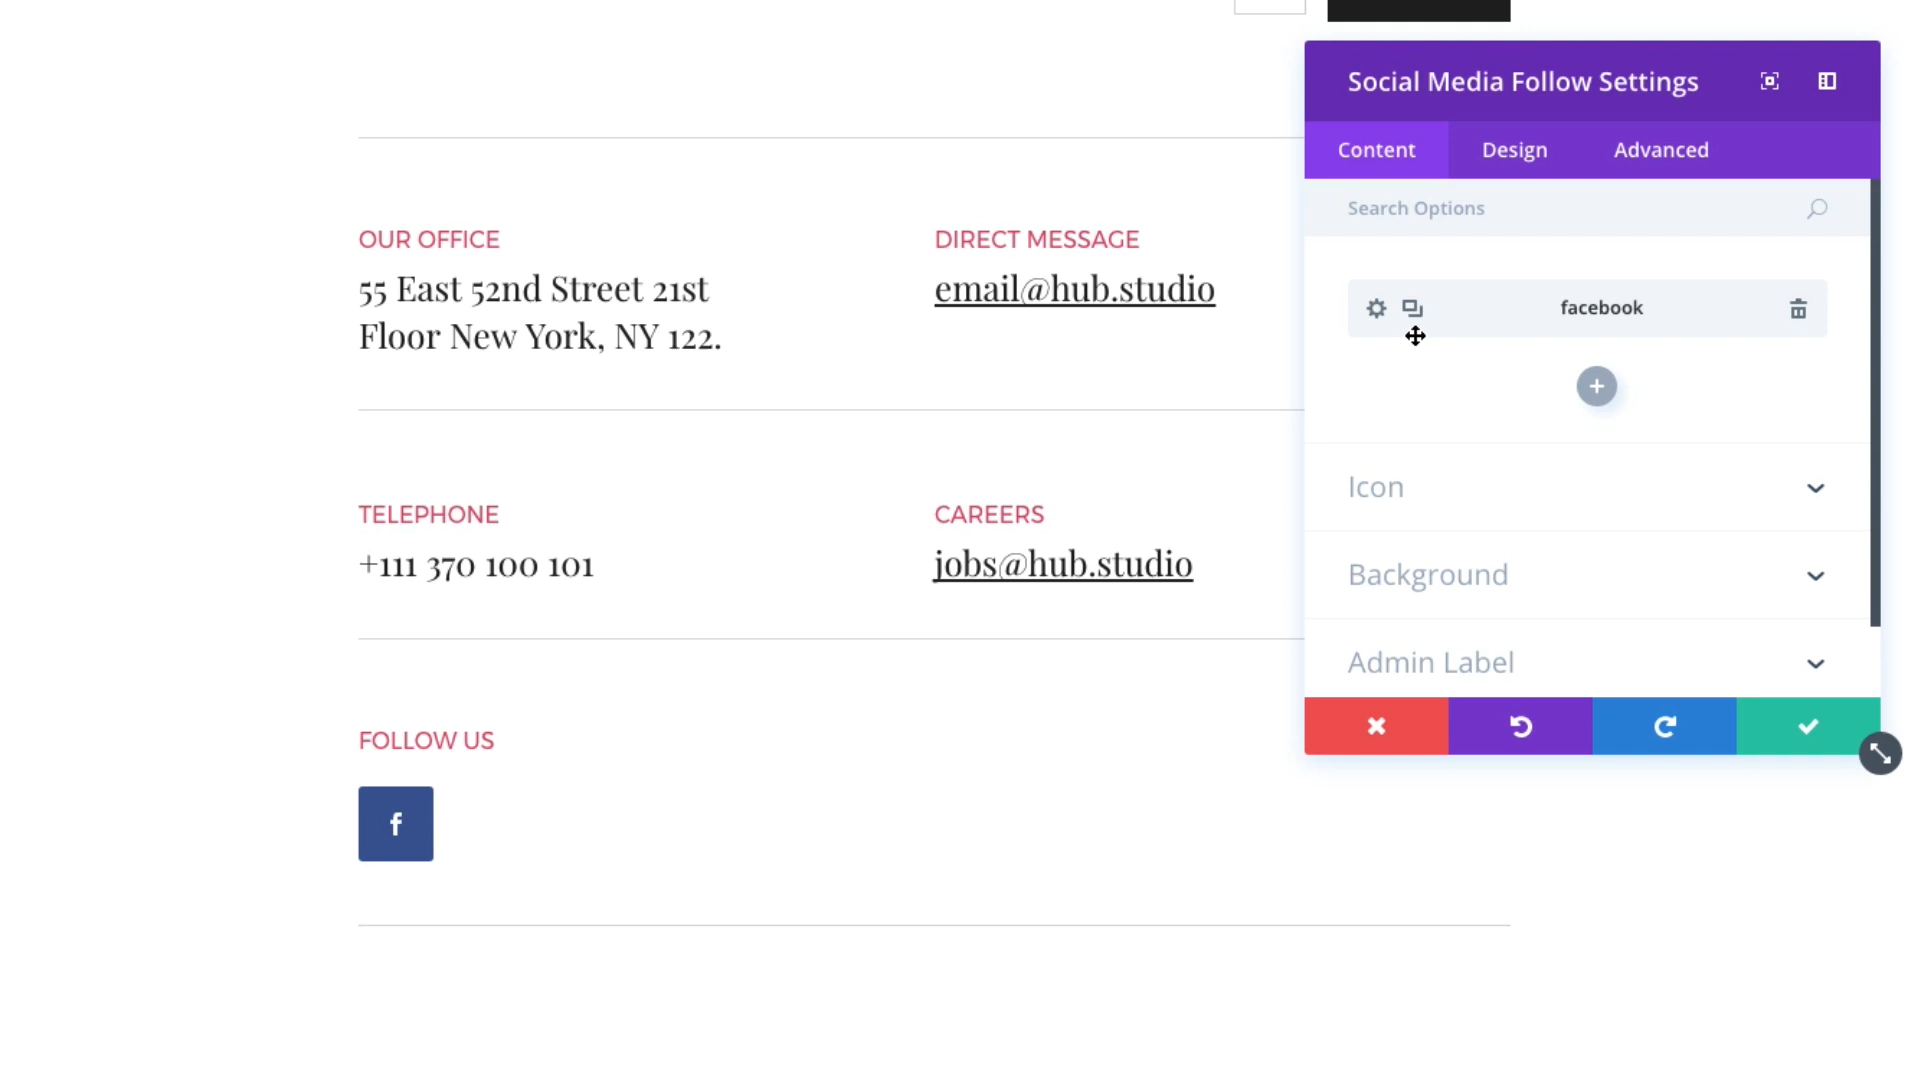 OUR OFFICE
55 East 52nd Street 21st
Floor New York, NY 122.
DIRECT MESSAGE
email@hub.studio
TELEPHONE
+111 370 100 101
CAREERS
jobs@hub.studio
FOLLOW US
f
Social Media Follow Settings
Content Design Advanced
Search Options
facebook
Icon
Background
Admin Label